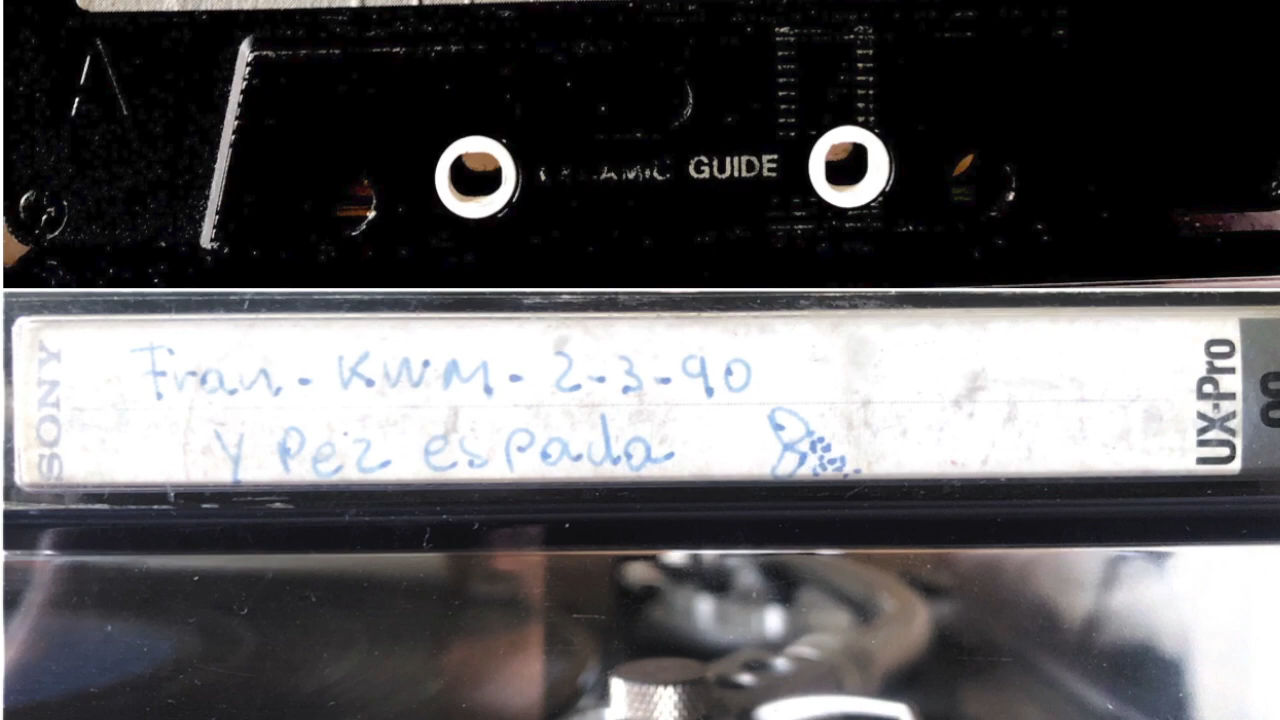 A
GUIDE
SONY
Fran - KWM - 2-3-90
y pez espada
UX-Pro